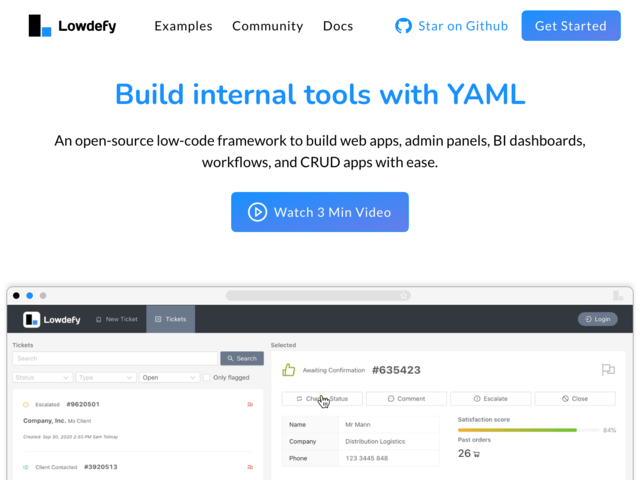 Lowdefy
Examples
Community
Docs
Star on Github
Get Started
Build internal tools with YAML
An open-source low-code framework to build web apps, admin panels, BI dashboards,
workflows, and CRUD apps with ease.
Watch 3 Min Video
Lowdefy
New Ticket
Tickets
Login
Tickets
Search
Search
Status
Type
Open
Only flagged
Escalated #9620501
Company, Inc. Mo Client
Created: Sep 30, 2020 2:55 PM Sam Tolmay
Client Contacted #3920513
Selected
Awaiting Confirmation #635423
Change Status
Comment
Escalate
Close
Name Mr Mann
Company Distribution Logistics
Phone 123 3445 848
Satisfaction score
84%
Past orders
26